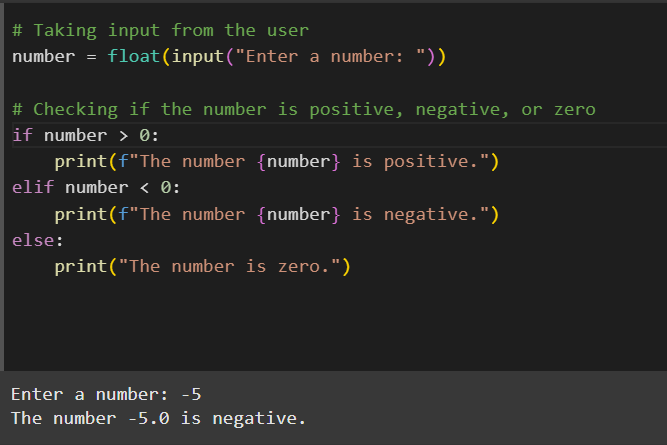 # Taking input from the user
number = float(input("Enter a number: "))
# Checking if the number is positive, negative, or zero
if number > 0:
    print(f"The number {number} is positive.")
elif number < 0:
    print(f"The number {number} is negative.")
else:
    print("The number is zero.")
Enter a number: -5
The number -5.0 is negative.